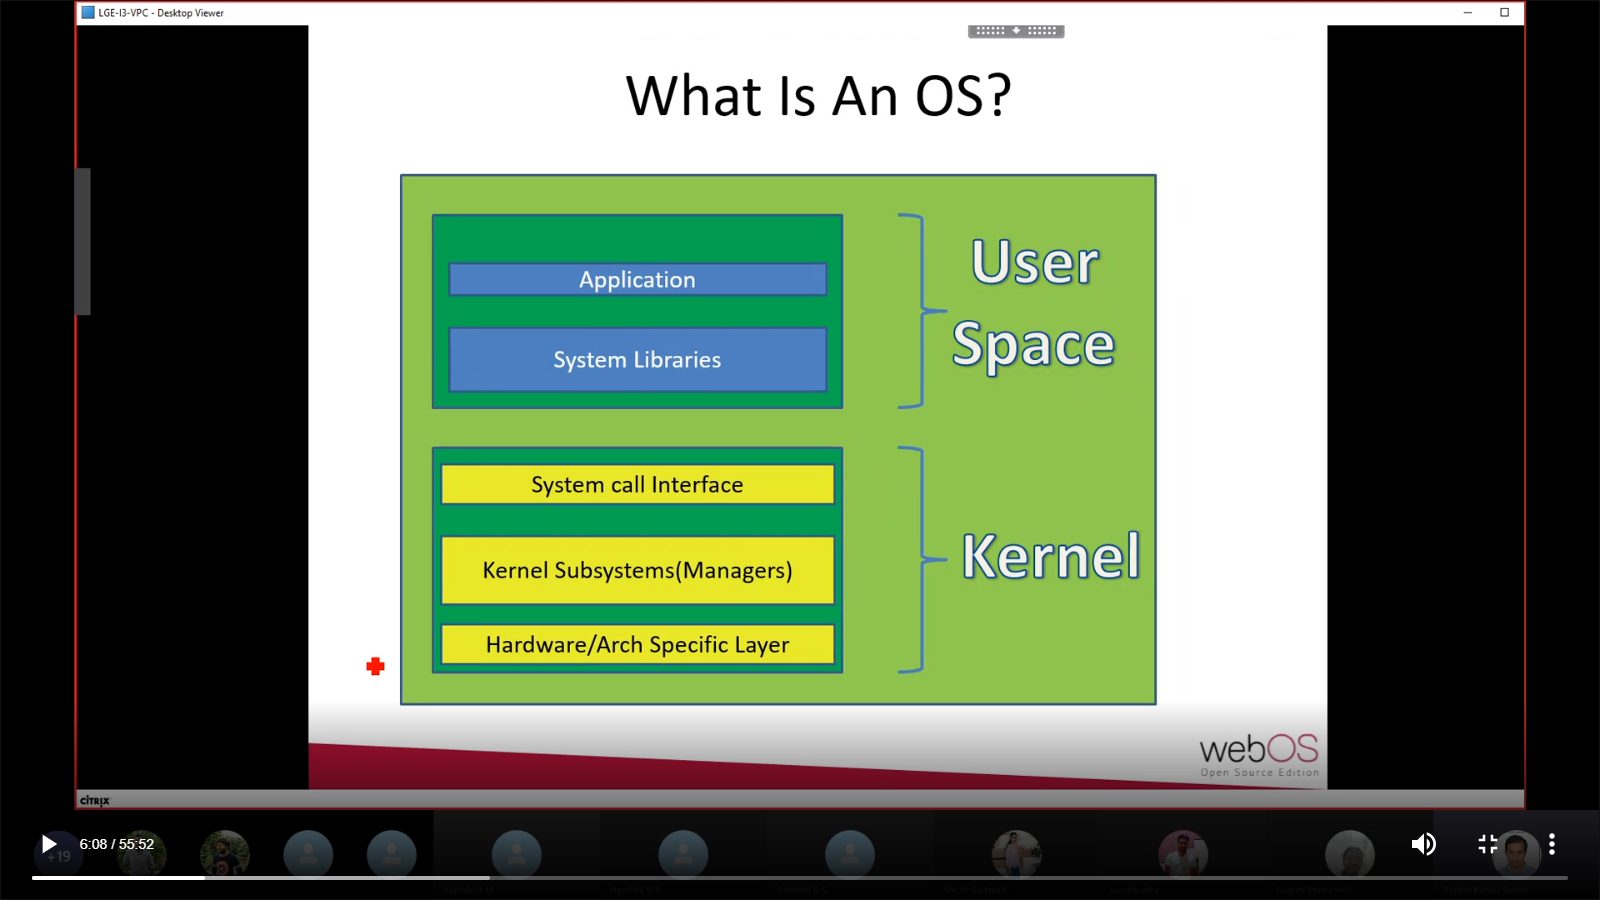 LGE-I3-VPC - Desktop Viewer
What Is An OS?
Application
System Libraries
User
Space
System call Interface
Kernel Subsystems(Managers)
Hardware/Arch Specific Layer
Kernel
webOS
Open Source Edition
citrix
+19
6:08 / 55:52